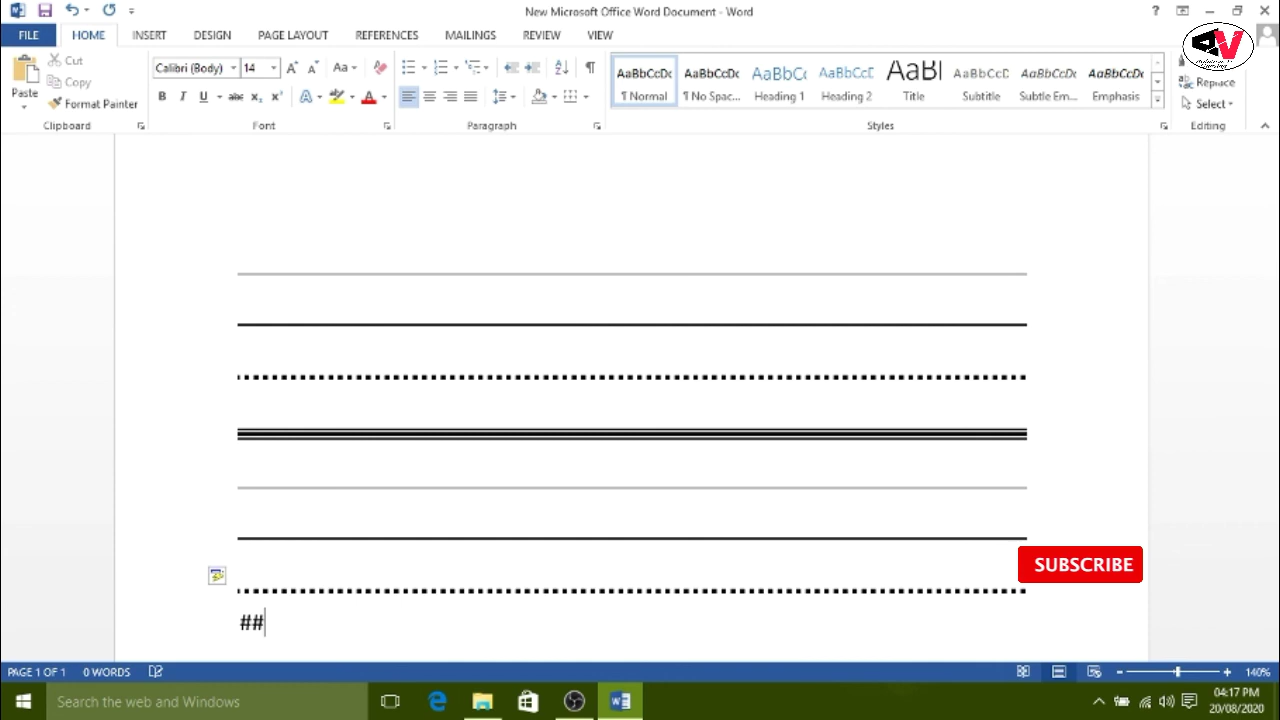 New Microsoft Office Word Document - Word
FILE HOME INSERT DESIGN PAGE LAYOUT REFERENCES MAILINGS REVIEW VIEW
Cut
Copy
Format Painter
Paste
Clipboard
Calibri (Body) 14
Font
Paragraph
AaBbCcDc AaBbCcDc AaBbCc AaBbCcC AaBl AaBbCcD AaBbCcDc AaBbCcDc
¶ Normal ¶ No Spac... Heading 1 Heading 2 Title Subtitle Subtle Em... Emphasis
Styles
Replace
Select
Editing
SUBSCRIBE
##
PAGE 1 OF 1 0 WORDS 140%
Search the web and Windows
04:17 PM
20/08/2020